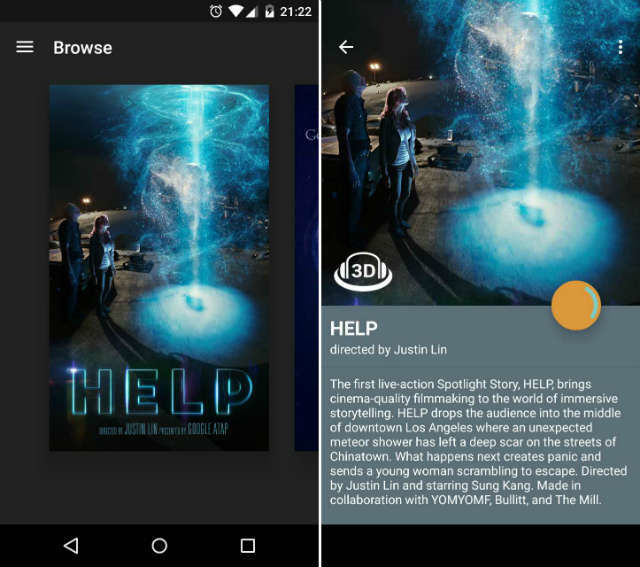 21:22
Browse
Go
HELP
DIRECTED BY JUSTIN LIN PRESENTED BY GOOGLE ATAP
3D
HELP
directed by Justin Lin
The first live-action Spotlight Story, HELP, brings
cinema-quality filmmaking to the world of immersive
storytelling. HELP drops the audience into the middle
of downtown Los Angeles where an unexpected
meteor shower has left a deep scar on the streets of
Chinatown. What happens next creates panic and
sends a young woman scrambling to escape. Directed
by Justin Lin and starring Sung Kang. Made in
collaboration with YOMYOMF, Bullitt, and The Mill.